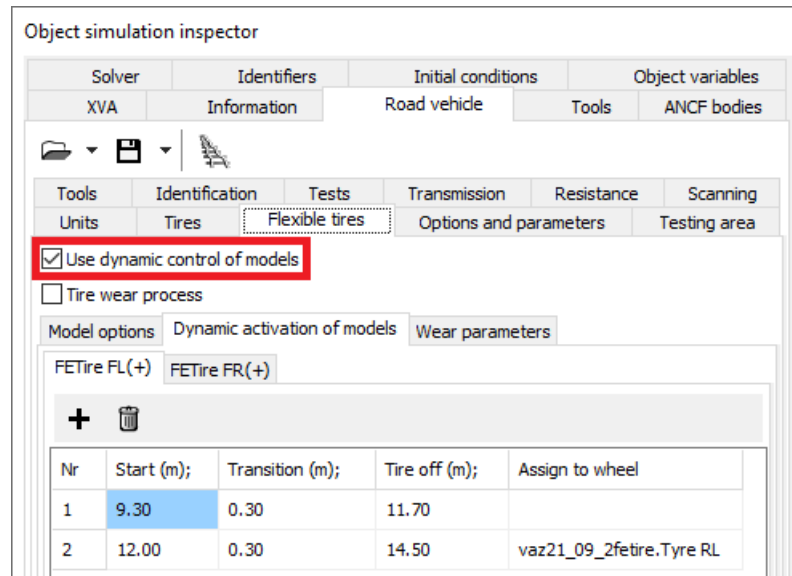 Object simulation inspector
Solver Identifiers Initial conditions Object variables
XVA Information Road vehicle Tools ANCF bodies
Tools Identification Tests Transmission Resistance Scanning
Units Tires Flexible tires Options and parameters Testing area
Use dynamic control of models
Tire wear process
Model options Dynamic activation of models Wear parameters
FETire FL(+) FETire FR(+)
Nr Start (m); Transition (m); Tire off (m); Assign to wheel
1 9.30 0.30 11.70
2 12.00 0.30 14.50 vaz21_09_2fetire.Tyre RL